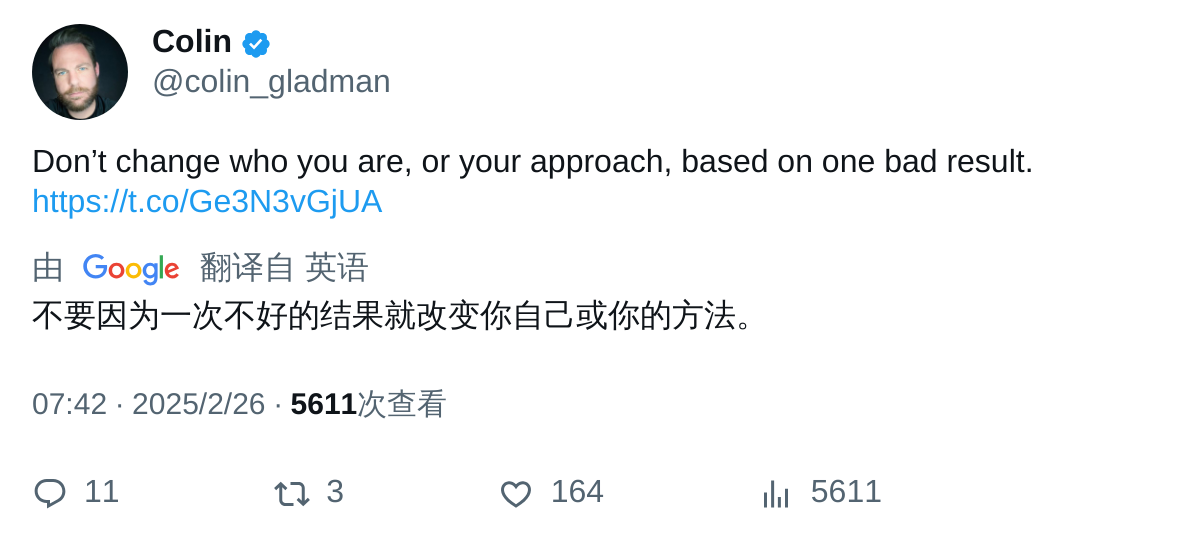 Colin
@colin_gladman
Don’t change who you are, or your approach, based on one bad result.
https://t.co/Ge3N3vGjUA
由 Google 翻译自 英语
不要因为一次不好的结果就改变你自己或你的方法。
07:42 · 2025/2/26 · 5611次查看
11 3 164 5611